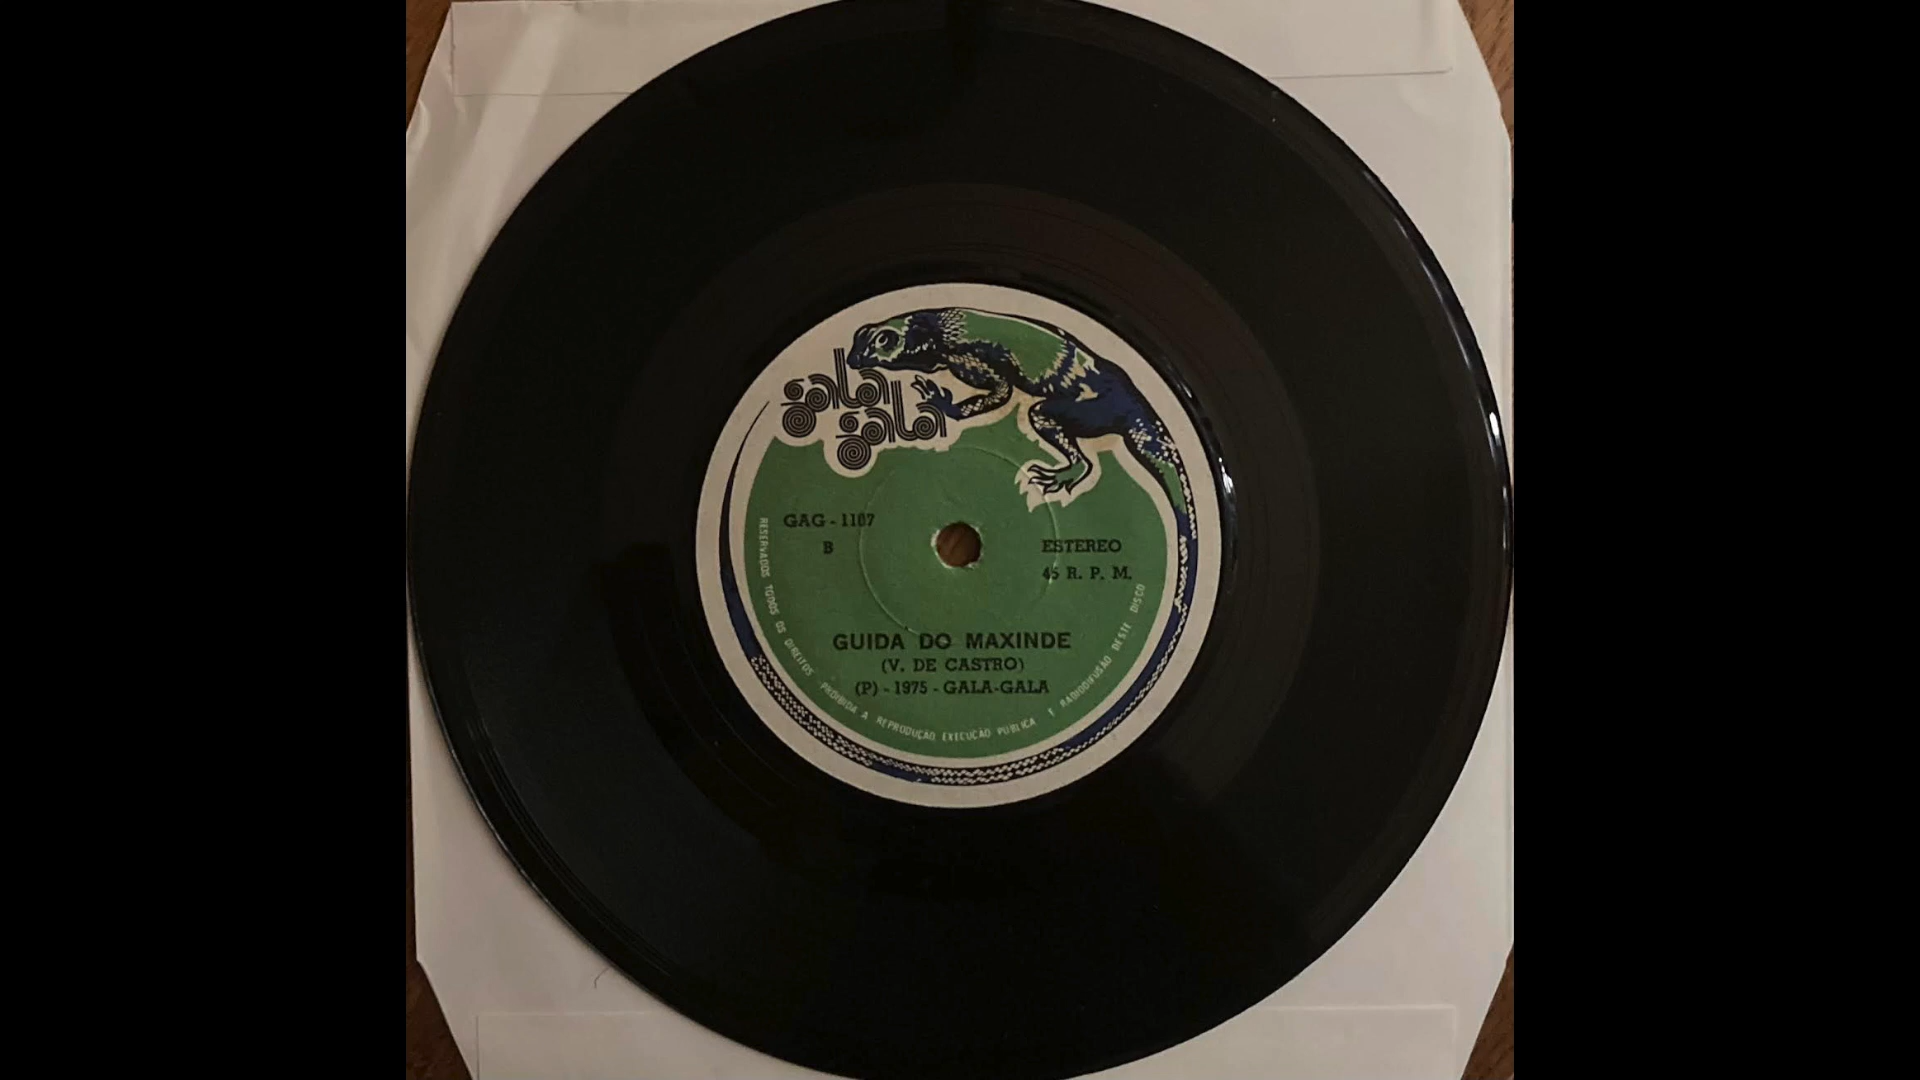 gala
gala
GAG - 1107
B
ESTEREO
45 R. P. M.
GUIDA DO MAXINDE
(V. DE CASTRO)
(P) - 1975 - GALA-GALA
RESERVADOS TODOS OS DIREITOS PROIBIDA A REPRODUÇÃO EXECUÇÃO PUBLICA E RADIODIFUSÃO DESTE DISCO